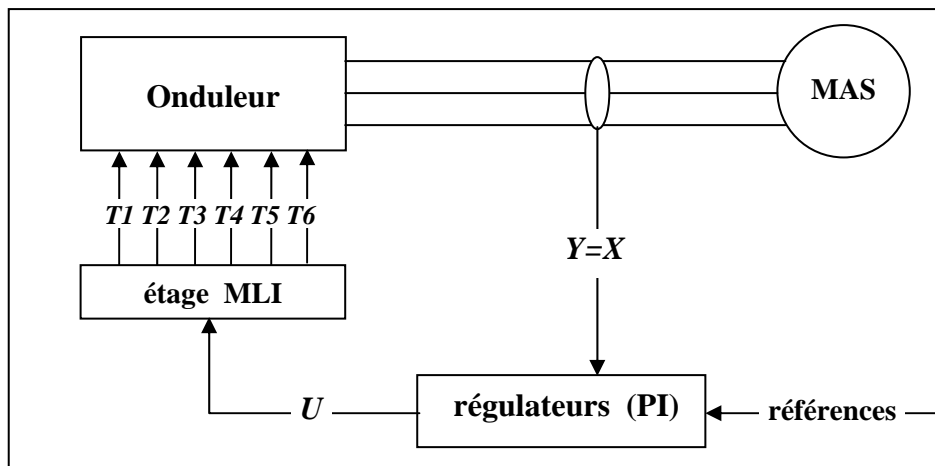 Onduleur
MAS
T1 T2 T3 T4 T5 T6
Y=X
étage MLI
U
régulateurs (PI)
références